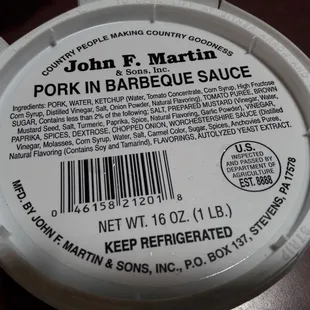 COUNTRY PEOPLE MAKING COUNTRY GOODNESS
John F. Martin
& Sons, Inc.
PORK IN BARBEQUE SAUCE
Ingredients: PORK, WATER, KETCHUP (Water, Tomato Concentrate, Corn Syrup, High Fructose
Corn Syrup, Distilled Vinegar, Salt, Onion Powder, Natural Flavoring), TOMATO PUREE, BROWN
SUGAR, Contains less than 2% of the following: SALT, PREPARED MUSTARD (Vinegar, Water,
Mustard Seed, Salt, Turmeric, Paprika, Spice, Natural Flavoring, Garlic Powder), VINEGAR,
PAPRIKA, SPICES, DEXTROSE, CHOPPED ONION, WORCHESTERSHIRE SAUCE (Distilled
Vinegar, Molasses, Corn Syrup, Water, Salt, Carmel Color, Sugar, Spices, Anchovies Puree,
Natural Flavoring (Contains Soy and Tamarind), FLAVORINGS, AUTOLYZED YEAST EXTRACT.
U.S.
INSPECTED
AND PASSED BY
DEPARTMENT OF
AGRICULTURE
EST. 8888
0 46158 21201 8
NET WT. 16 OZ. (1 LB.)
KEEP REFRIGERATED
MFD. BY JOHN F. MARTIN & SONS, INC., P.O. BOX 137, STEVENS, PA 17578